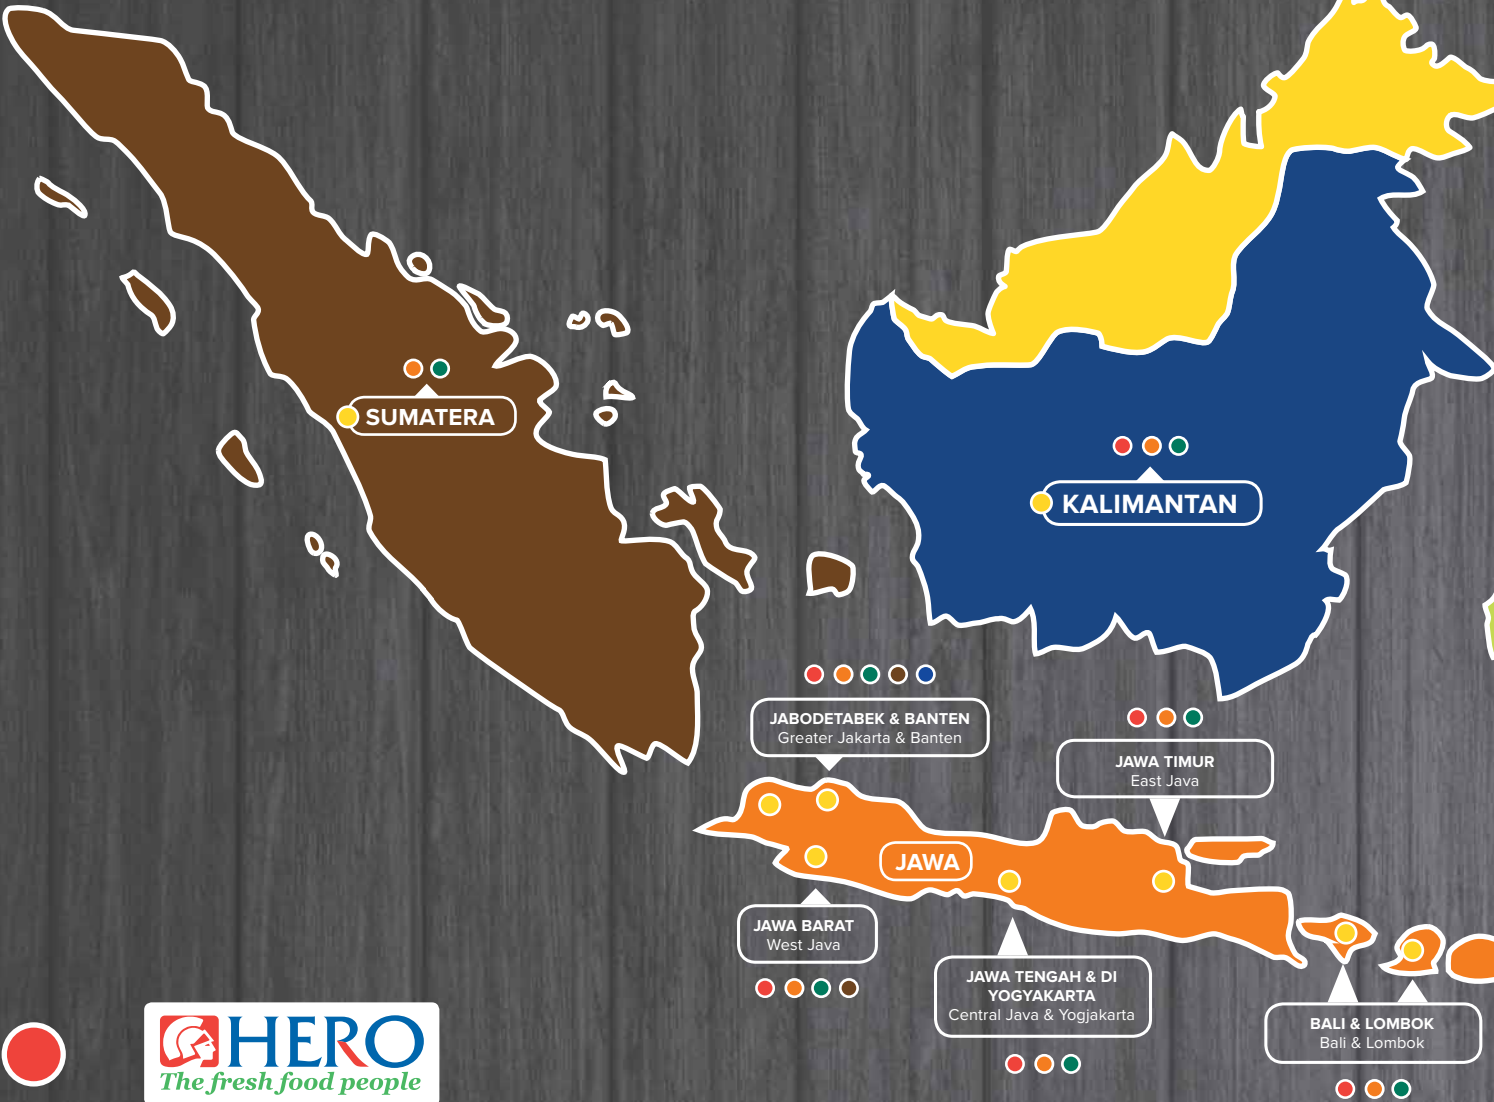 SUMATERA
KALIMANTAN
JABODETABEK & BANTEN
Greater Jakarta & Banten
JAWA TIMUR
East Java
JAWA
JAWA BARAT
West Java
JAWA TENGAH & DI
YOGYAKARTA
Central Java & Yogjakarta
BALI & LOMBOK
Bali & Lombok
HERO
The fresh food people